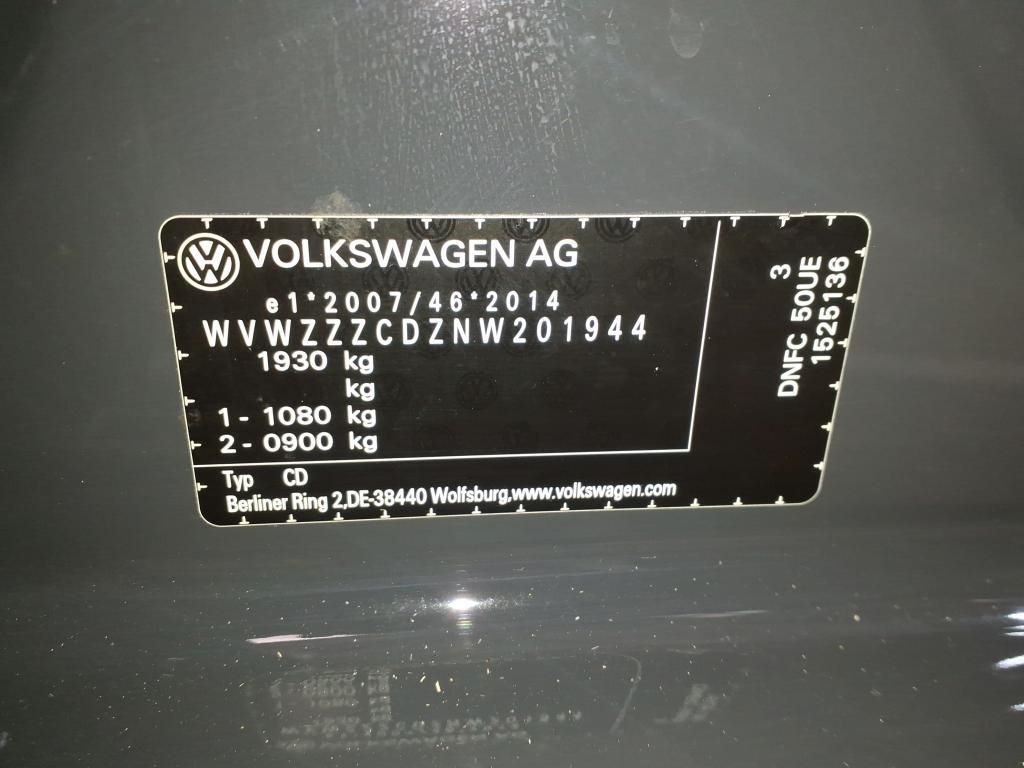 VOLKSWAGEN AG
e1*2007/46*2014
WVWZZZCDZNW201944
1930 kg
kg
1 - 1080 kg
2 - 0900 kg
Typ CD
Berliner Ring 2,DE-38440 Wolfsburg,www.volkswagen.com
3
DNFC 50UE
1525136